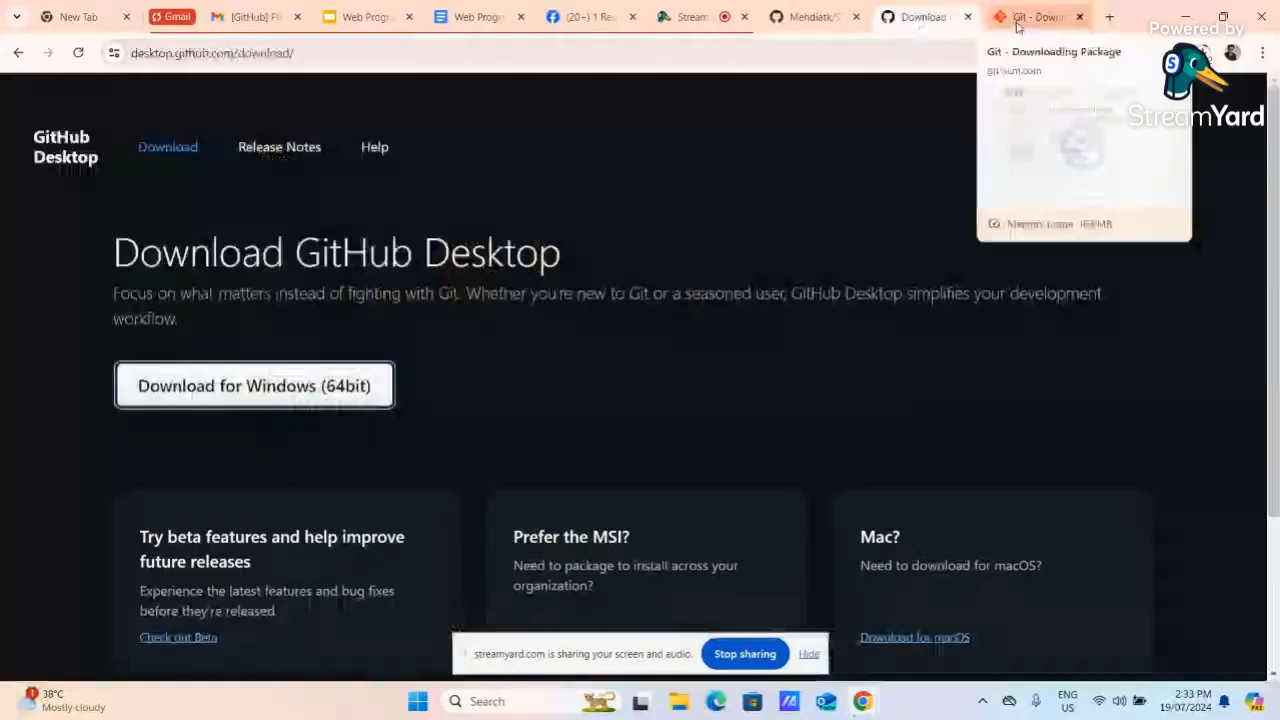 New Tab
Gmail
[GitHub] Pl
Web Progr
Web Progr
(20+) 1 Re
Stream
Mendiatk/S
Download
Git - Down
desktop.github.com/download/
Git - Downloading Package
Powered by
StreamYard
GitHub
Desktop
Download
Release Notes
Help
Download GitHub Desktop
Focus on what matters instead of fighting with Git. Whether you're new to Git or a seasoned user, GitHub Desktop simplifies your development
workflow.
Download for Windows (64bit)
Try beta features and help improve
future releases
Experience the latest features and bug fixes
before they're released.
Check out Beta
Prefer the MSI?
Need to package to install across your
organization?
Mac?
Need to download for macOS?
Download for macOS
streamyard.com is sharing your screen and audio.
Stop sharing
Hide
38°C
Mostly cloudy
Search
ENG
US
2:33 PM
19/07/2024